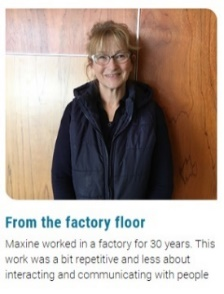 From the factory floor
Maxine worked in a factory for 30 years. This
work was a bit repetitive and less about
interacting and communicating with people